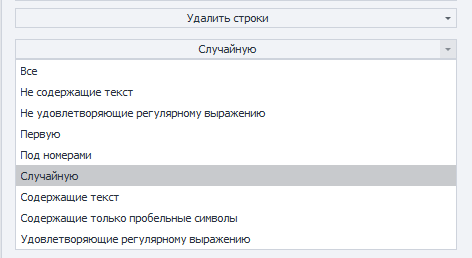 Удалить строки
Случайную
Все
Не содержащие текст
Не удовлетворяющие регулярному выражению
Первую
Под номерами
Случайную
Содержащие текст
Содержащие только пробельные символы
Удовлетворяющие регулярному выражению